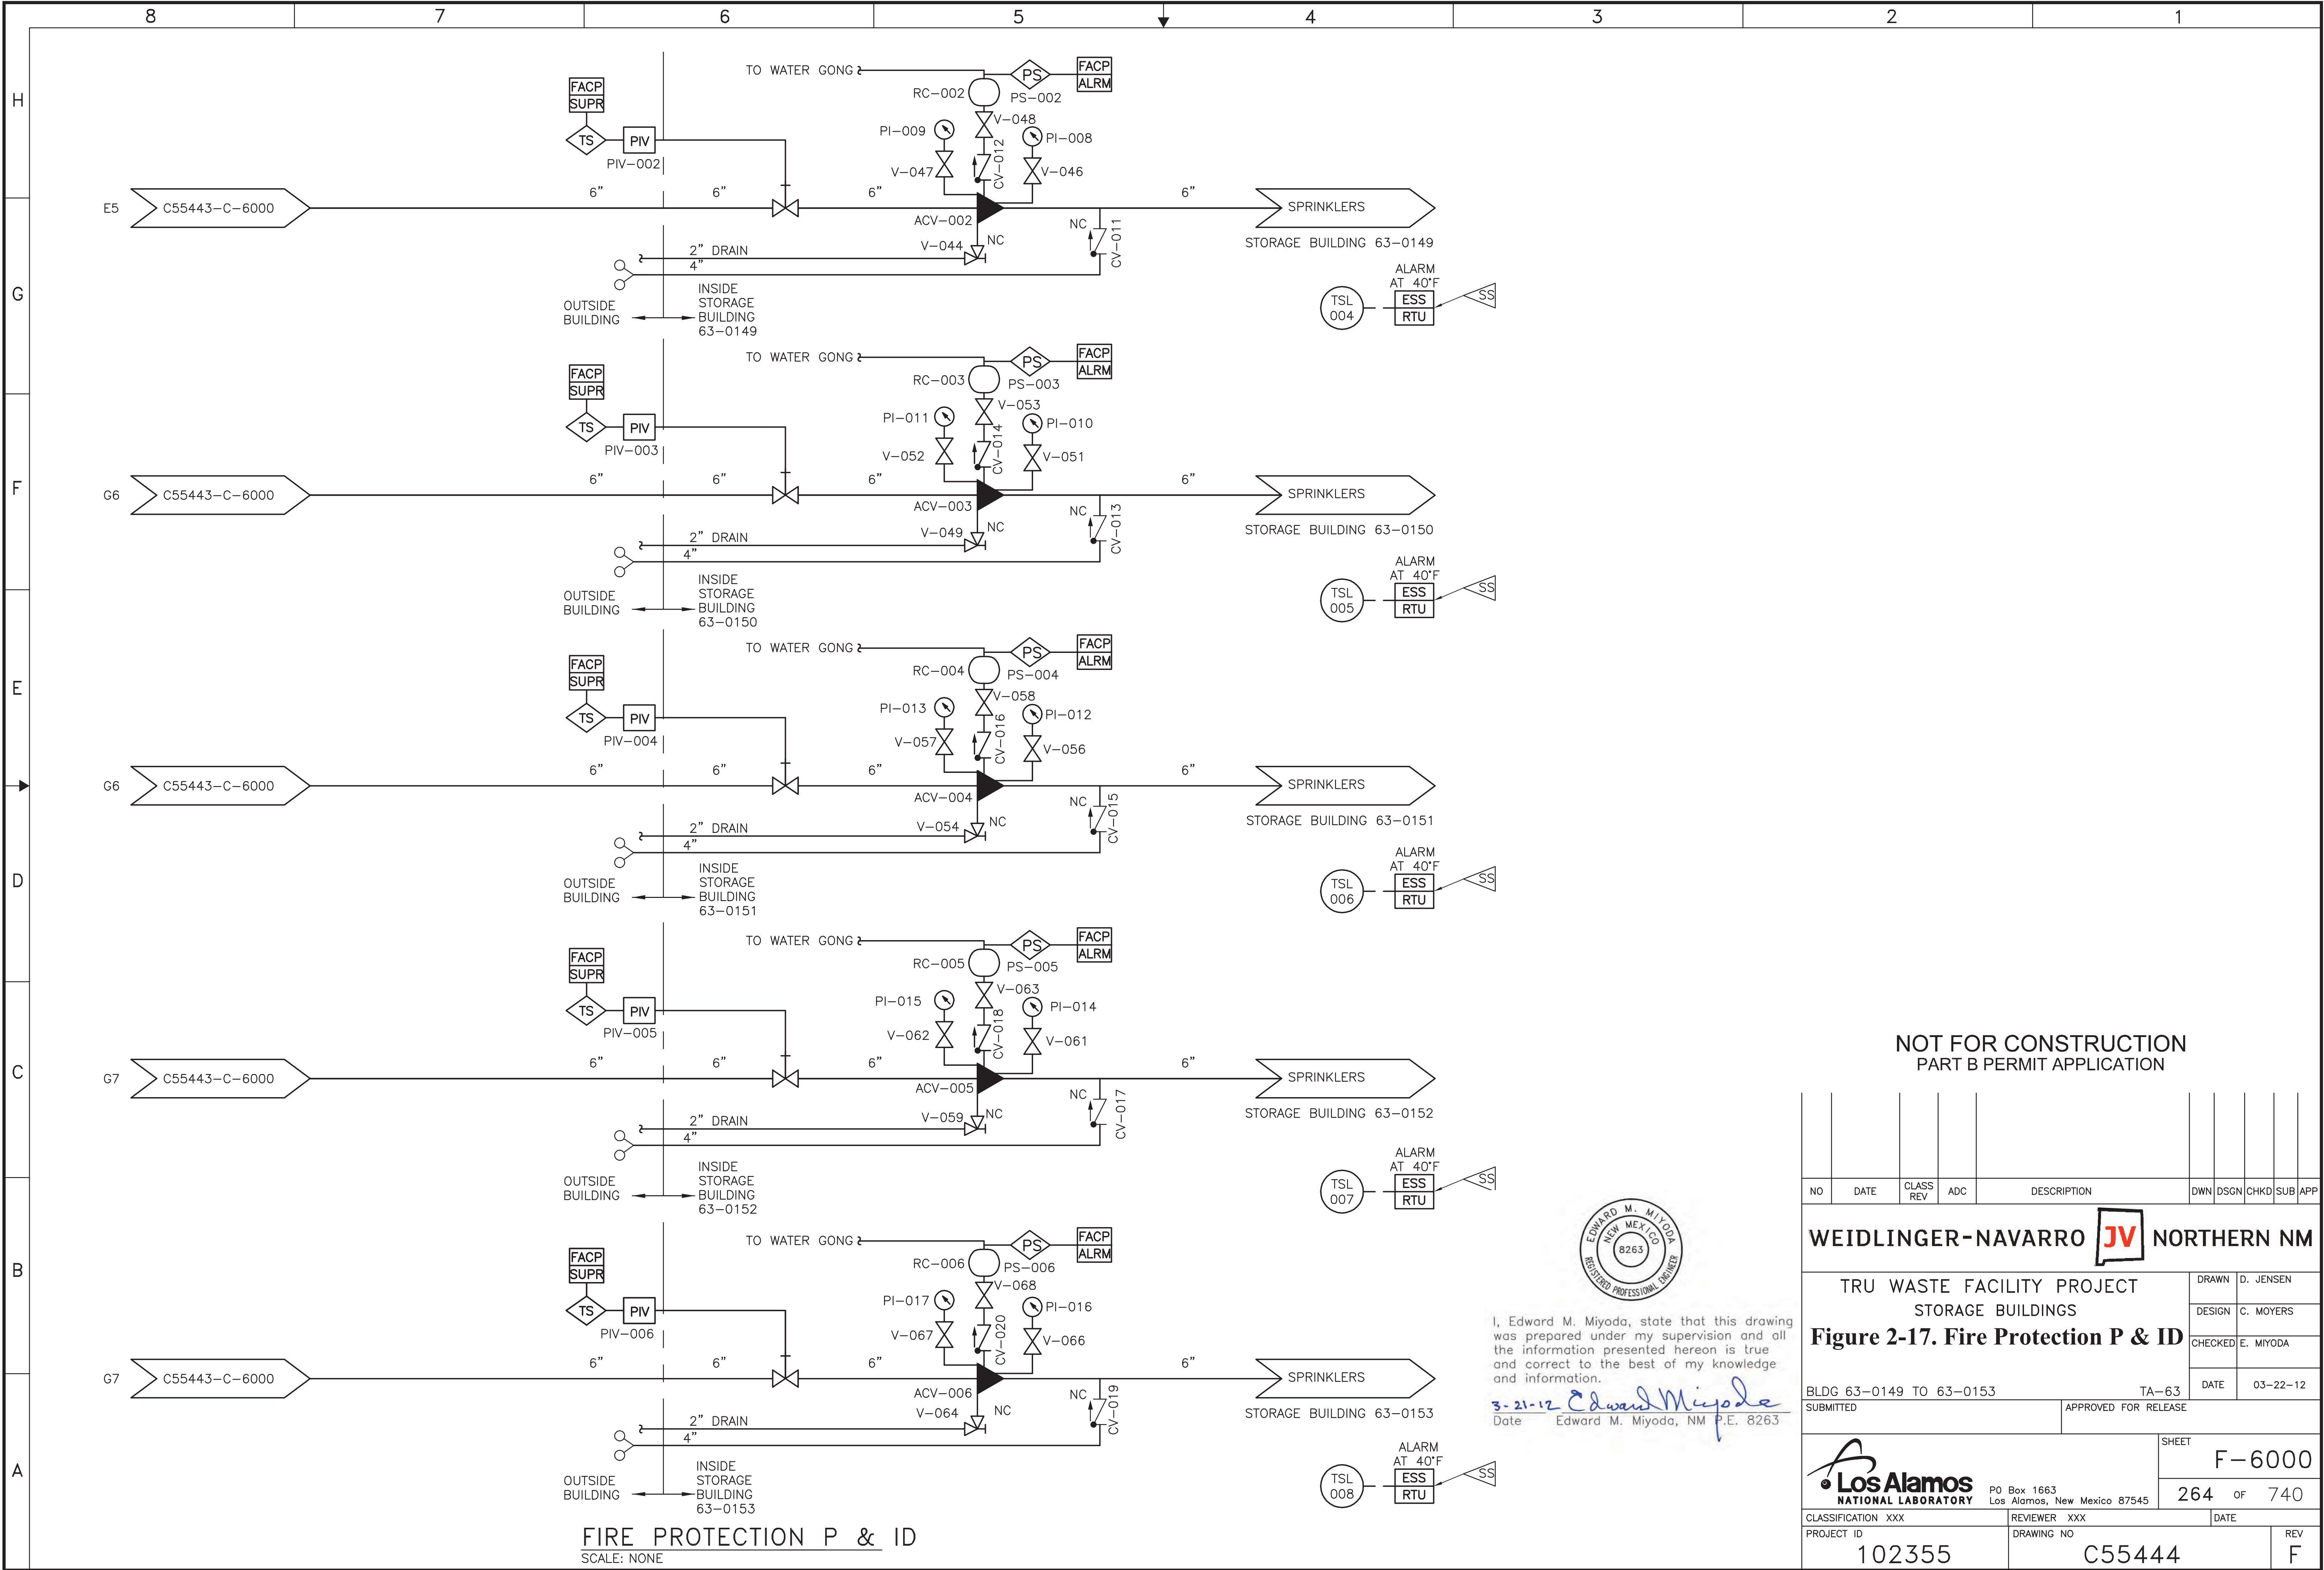 8 7 6 5 4 3 2 1
H
G
F
E
D
C
B
A
TO WATER GONG
FACP
SUPR
TS
PIV
PIV-002
RC-002
PS
PS-002
FACP
ALRM
V-048
PI-009
PI-008
CV-012
V-047
V-046
E5
C55443-C-6000
6" 6" 6" 6"
SPRINKLERS
ACV-002
NC
V-044
NC
CV-011
STORAGE BUILDING 63-0149
2" DRAIN
4"
OUTSIDE
BUILDING
INSIDE
STORAGE
BUILDING
63-0149
ALARM
AT 40°F
TSL
004
ESS
RTU
SS
TO WATER GONG
FACP
SUPR
TS
PIV
PIV-003
RC-003
PS
PS-003
FACP
ALRM
V-053
PI-011
PI-010
CV-014
V-052
V-051
G6
C55443-C-6000
6" 6" 6" 6"
SPRINKLERS
ACV-003
NC
V-049
NC
CV-013
STORAGE BUILDING 63-0150
2" DRAIN
4"
OUTSIDE
BUILDING
INSIDE
STORAGE
BUILDING
63-0150
ALARM
AT 40°F
TSL
005
ESS
RTU
SS
TO WATER GONG
FACP
SUPR
TS
PIV
PIV-004
RC-004
PS
PS-004
FACP
ALRM
V-058
PI-013
PI-012
CV-016
V-057
V-056
G6
C55443-C-6000
6" 6" 6" 6"
SPRINKLERS
ACV-004
NC
V-054
NC
CV-015
STORAGE BUILDING 63-0151
2" DRAIN
4"
OUTSIDE
BUILDING
INSIDE
STORAGE
BUILDING
63-0151
ALARM
AT 40°F
TSL
006
ESS
RTU
SS
TO WATER GONG
FACP
SUPR
TS
PIV
PIV-005
RC-005
PS
PS-005
FACP
ALRM
V-063
PI-015
PI-014
CV-018
V-062
V-061
G7
C55443-C-6000
6" 6" 6" 6"
SPRINKLERS
ACV-005
NC
V-059
NC
CV-017
STORAGE BUILDING 63-0152
2" DRAIN
4"
OUTSIDE
BUILDING
INSIDE
STORAGE
BUILDING
63-0152
ALARM
AT 40°F
TSL
007
ESS
RTU
SS
TO WATER GONG
FACP
SUPR
TS
PIV
PIV-006
RC-006
PS
PS-006
FACP
ALRM
V-068
PI-017
PI-016
CV-020
V-067
V-066
G7
C55443-C-6000
6" 6" 6" 6"
SPRINKLERS
ACV-006
NC
V-064
NC
CV-019
STORAGE BUILDING 63-0153
2" DRAIN
4"
OUTSIDE
BUILDING
INSIDE
STORAGE
BUILDING
63-0153
ALARM
AT 40°F
TSL
008
ESS
RTU
SS
FIRE PROTECTION P & ID
SCALE: NONE
EDWARD M. MIYODA
NEW MEXICO
8263
REGISTERED PROFESSIONAL ENGINEER
I, Edward M. Miyoda, state that this drawing
was prepared under my supervision and all
the information presented hereon is true
and correct to the best of my knowledge
and information.
3-21-12 Edward Miyoda
Date Edward M. Miyoda, NM P.E. 8263
NOT FOR CONSTRUCTION
PART B PERMIT APPLICATION
NO DATE CLASS REV ADC DESCRIPTION DWN DSGN CHKD SUB APP
WEIDLINGER-NAVARRO JV NORTHERN NM
TRU WASTE FACILITY PROJECT
STORAGE BUILDINGS
Figure 2-17. Fire Protection P & ID
BLDG 63-0149 TO 63-0153 TA-63
DRAWN D. JENSEN
DESIGN C. MOYERS
CHECKED E. MIYODA
DATE 03-22-12
SUBMITTED
APPROVED FOR RELEASE
Los Alamos
NATIONAL LABORATORY
PO Box 1663
Los Alamos, New Mexico 87545
SHEET
F-6000
264 OF 740
CLASSIFICATION XXX REVIEWER XXX DATE
PROJECT ID
102355
DRAWING NO
C55444
REV
F